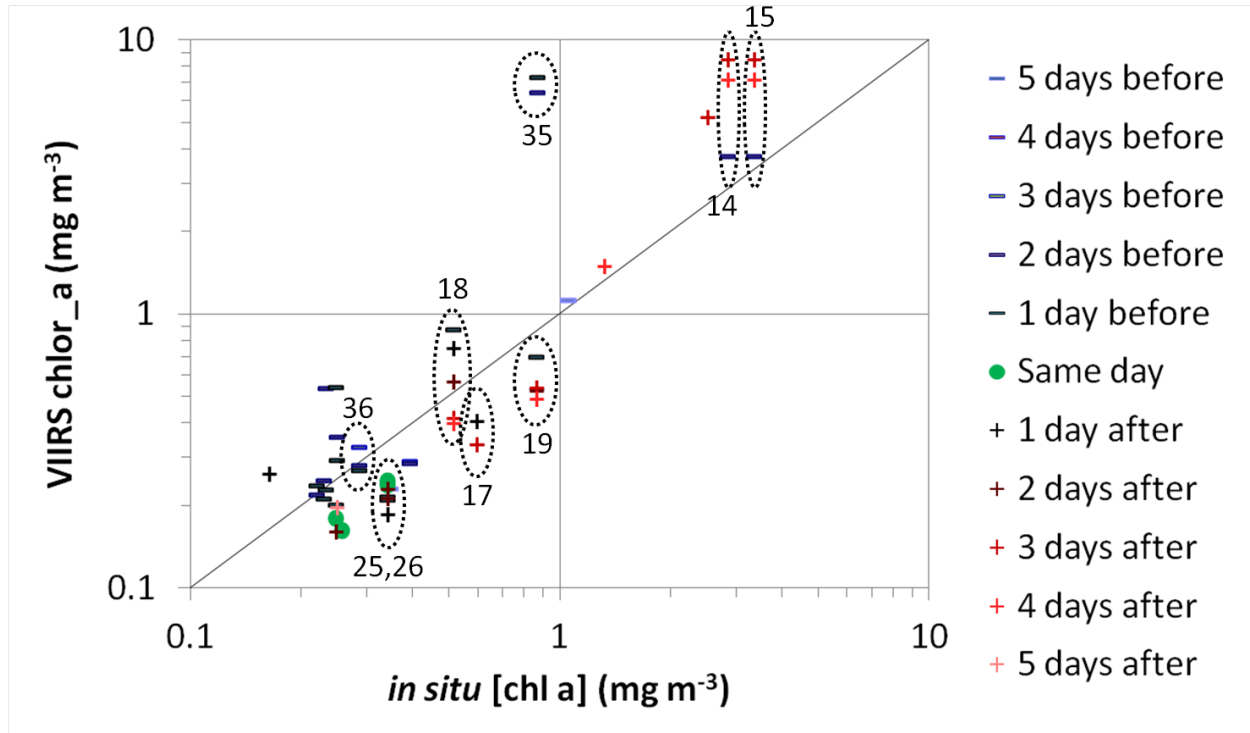 15
10
35
14
18
1
36
19
17
25,26
0.1
0.1
1
10
VIIRS chlor_a (mg m⁻³)
in situ [chl a] (mg m⁻³)
5 days before
4 days before
3 days before
2 days before
1 day before
Same day
1 day after
2 days after
3 days after
4 days after
5 days after